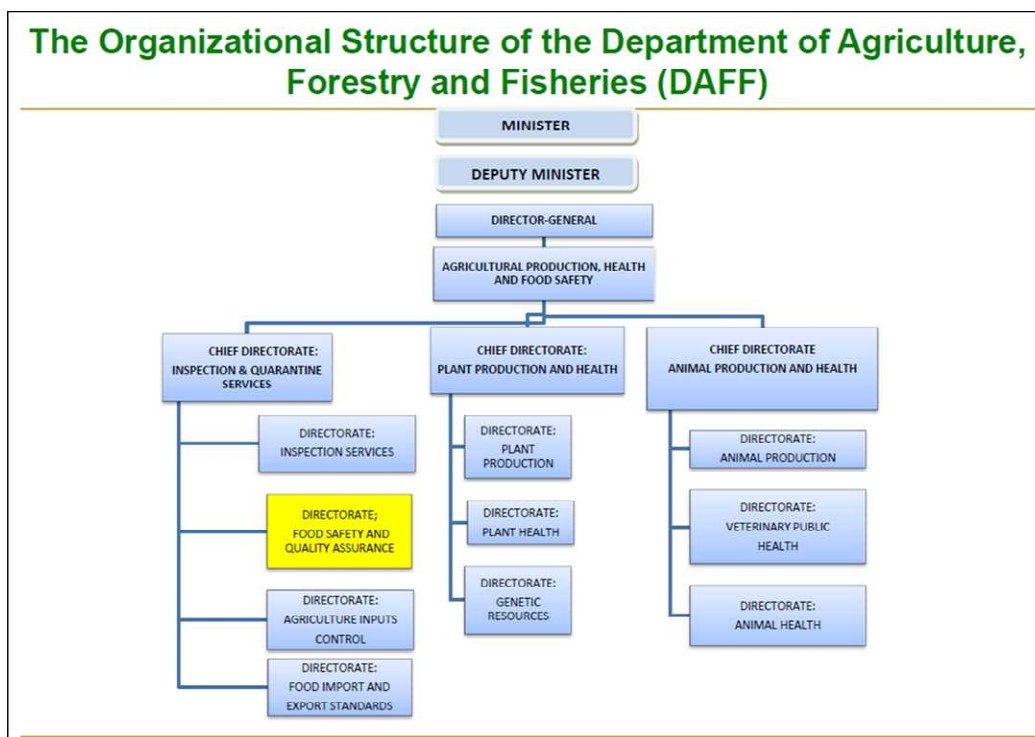 The Organizational Structure of the Department of Agriculture,
Forestry and Fisheries (DAFF)
MINISTER
DEPUTY MINISTER
DIRECTOR-GENERAL
AGRICULTURAL PRODUCTION, HEALTH
AND FOOD SAFETY
CHIEF DIRECTORATE:
INSPECTION & QUARANTINE
SERVICES
DIRECTORATE:
INSPECTION SERVICES
DIRECTORATE;
FOOD SAFETY AND
QUALITY ASSURANCE
DIRECTORATE:
AGRICULTURE INPUTS
CONTROL
DIRECTORATE:
FOOD IMPORT AND
EXPORT STANDARDS
CHIEF DIRECTORATE:
PLANT PRODUCTION AND HEALTH
DIRECTORATE:
PLANT
PRODUCTION
DIRECTORATE:
PLANT HEALTH
DIRECTORATE:
GENETIC
RESOURCES
CHIEF DIRECTORATE
ANIMAL PRODUCTION AND HEALTH
DIRECTORATE:
ANIMAL PRODUCTION
DIRECTORATE:
VETERINARY PUBLIC
HEALTH
DIRECTORATE:
ANIMAL HEALTH